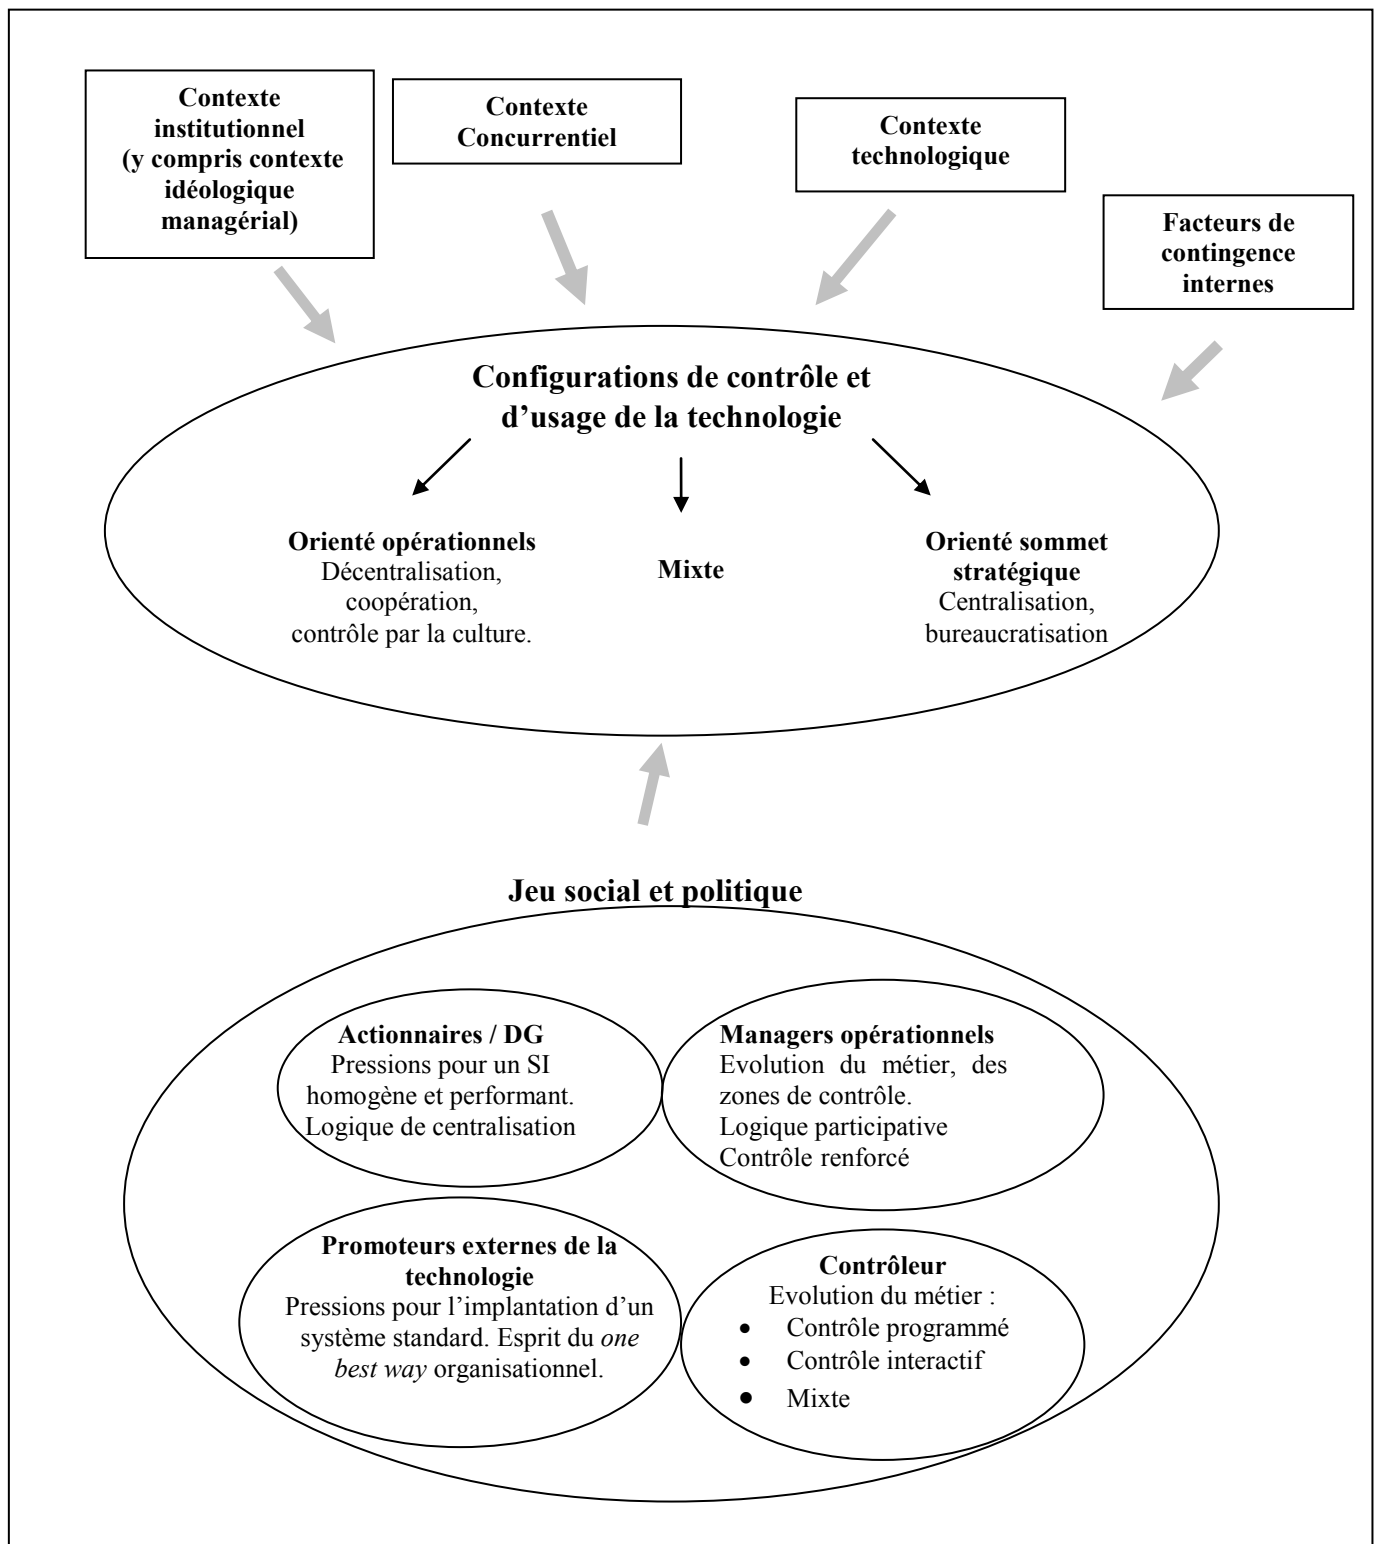 Contexte
institutionnel
(y compris contexte
idéologique
managérial)
Contexte
Concurrentiel
Contexte
technologique
Facteurs de
contingence
internes
Configurations de contrôle et
d’usage de la technologie
Orienté opérationnels
Décentralisation,
coopération,
contrôle par la culture.
Mixte
Orienté sommet
stratégique
Centralisation,
bureaucratisation
Jeu social et politique
Actionnaires / DG
Pressions pour un SI
homogène et performant.
Logique de centralisation
Managers opérationnels
Evolution du métier, des
zones de contrôle.
Logique participative
Contrôle renforcé
Promoteurs externes de la
technologie
Pressions pour l’implantation d’un
système standard. Esprit du one
best way organisationnel.
Contrôleur
Evolution du métier :
• Contrôle programmé
• Contrôle interactif
• Mixte